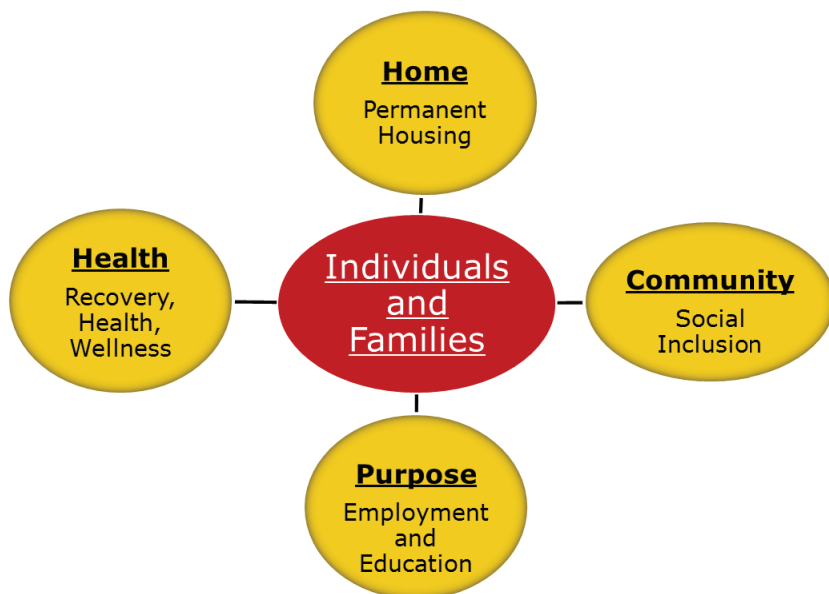 Home
Permanent
Housing
Health
Recovery,
Health,
Wellness
Individuals
and
Families
Community
Social
Inclusion
Purpose
Employment
and
Education